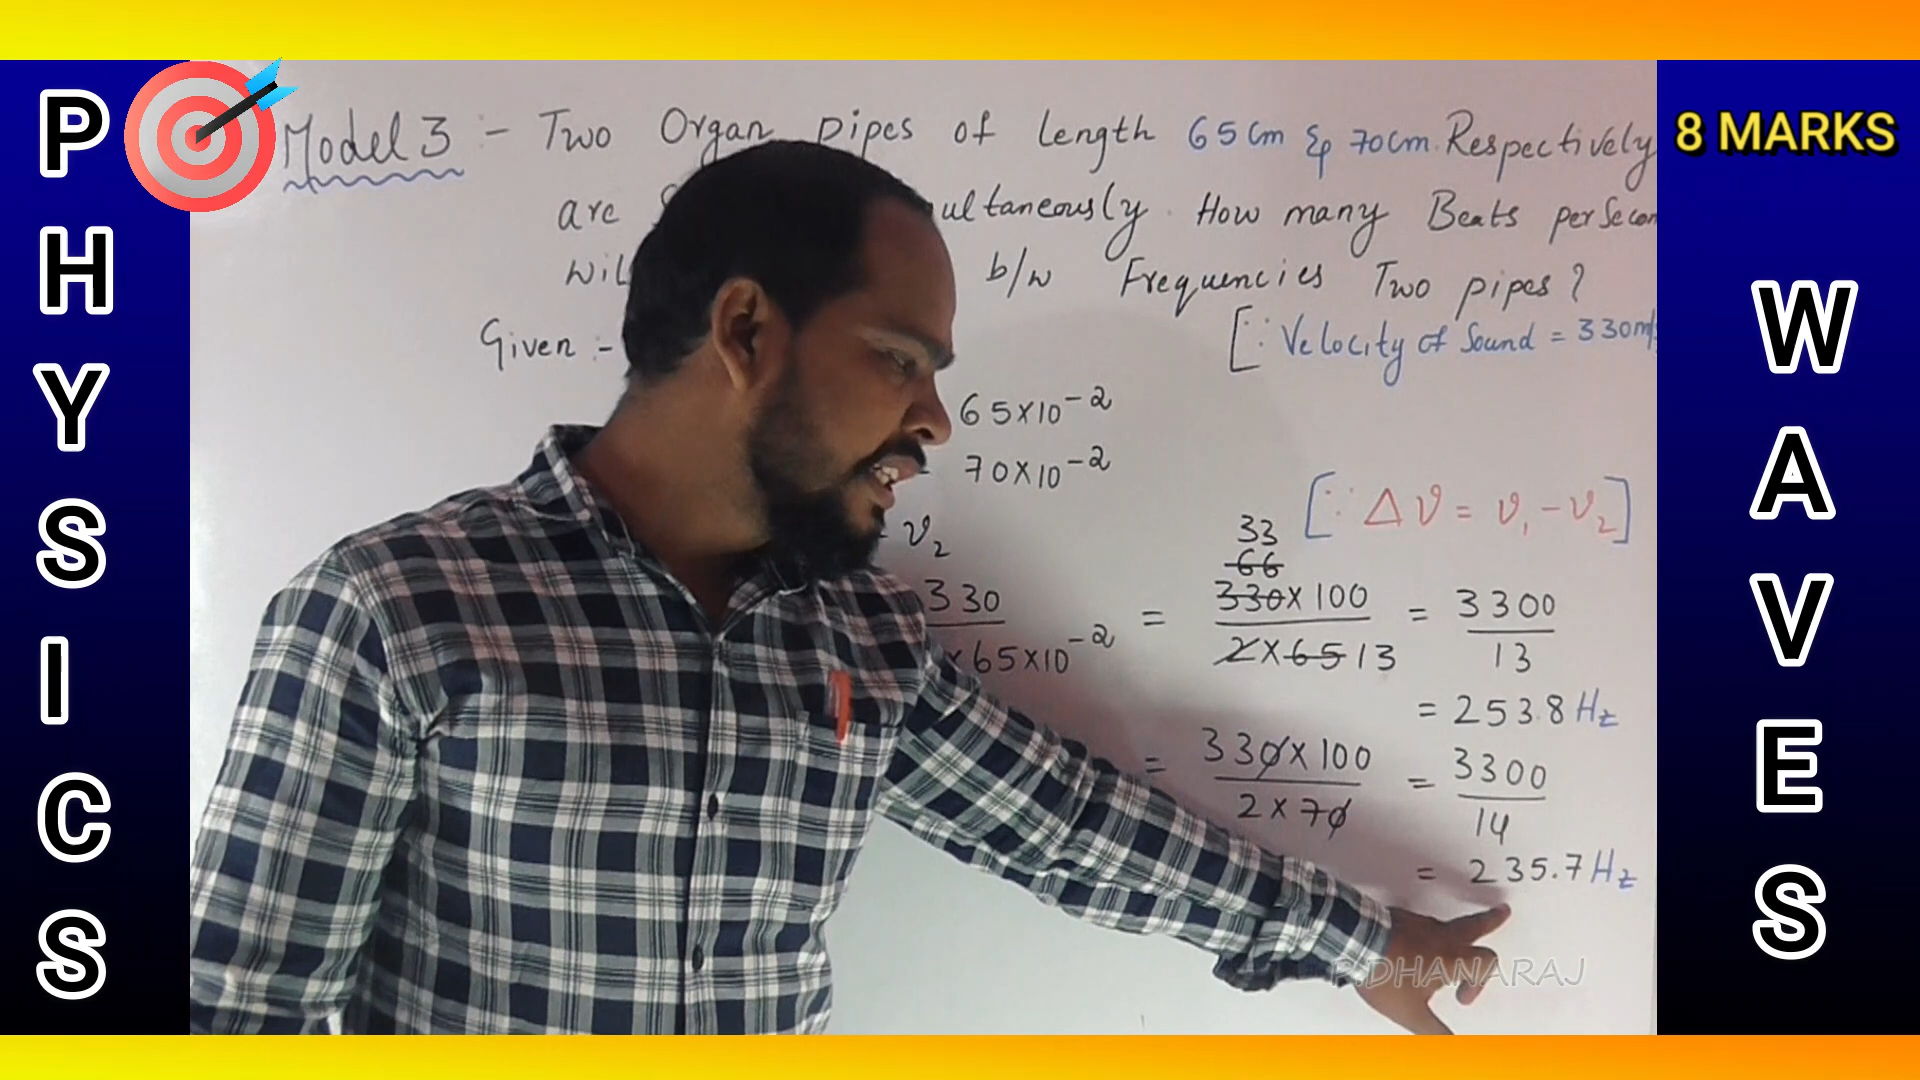 PHYSICS
8 MARKS
WAVES
Model 3 :- Two Organ pipes of length 65cm & 70cm. Respectively
are ultaneously. How many Beats per Secon
wil b/w Frequencies Two pipes?
Given :-
[∵ Velocity of Sound = 330m/s
65×10⁻²
70×10⁻²
[∵ Δν = ν₁ - ν₂]
- ν₂
330 / ×65×10⁻² = 330×100 / 2×65 13 = 3300 / 13
66
33
= 253.8 Hz
= 330×100 / 2×70 = 3300 / 14
= 235.7 Hz
P.DHANARAJ